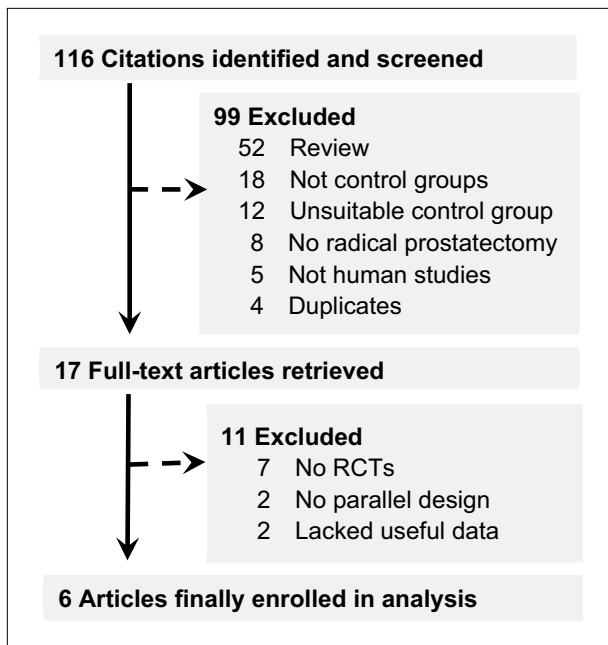 116 Citations identified and screened
99 Excluded
52 Review
18 Not control groups
12 Unsuitable control group
8 No radical prostatectomy
5 Not human studies
4 Duplicates
17 Full-text articles retrieved
11 Excluded
7 No RCTs
2 No parallel design
2 Lacked useful data
6 Articles finally enrolled in analysis